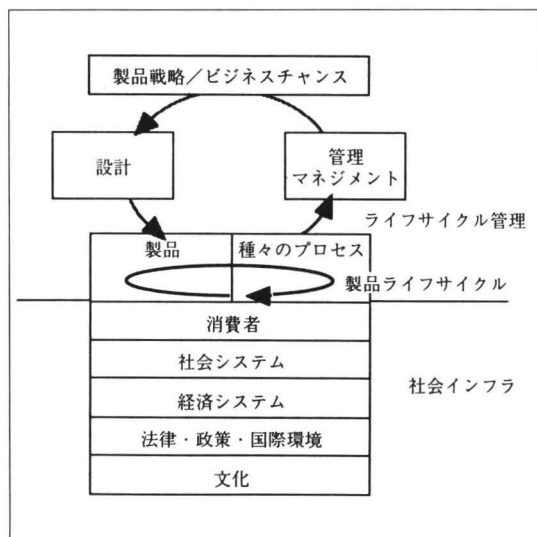 製品戦略／ビジネスチャンス
設計
管理
マネジメント
ライフサイクル管理
製品
種々のプロセス
製品ライフサイクル
消費者
社会システム
経済システム
社会インフラ
法律・政策・国際環境
文化